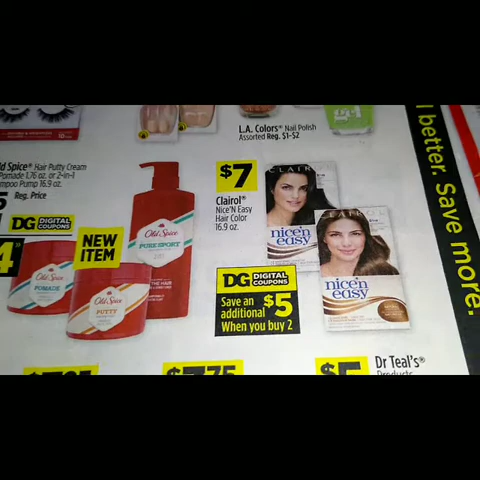 L.A. Colors® Nail Polish
Assorted Reg. $1-$2
Spice® Hair Putty Cream
Pomade 1.76 oz. or 2-in-1
Pump 16.9 oz.
Reg. Price
DG DIGITAL
COUPONS
NEW
ITEM
Old Spice
PURE SPORT
Old Spice
POMADE
Old Spice
PUTTY
$7
Clairol®
Nice'N Easy
Hair Color
16.9 oz.
CLAIROL
nice'n
easy
CLAIROL
nice'n
easy
DG DIGITAL
COUPONS
Save an
additional $5
When you buy 2
better. Save more.
Dr Teal's®
Products